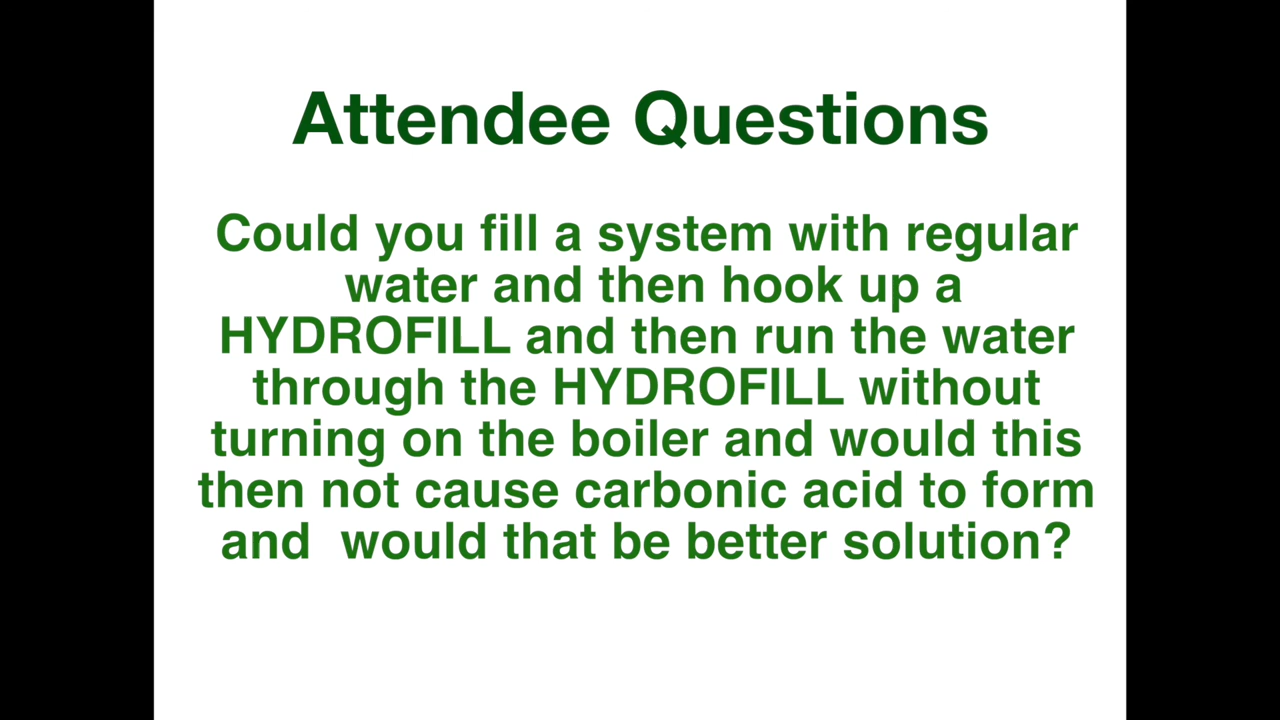 Attendee Questions
Could you fill a system with regular
water and then hook up a
HYDROFILL and then run the water
through the HYDROFILL without
turning on the boiler and would this
then not cause carbonic acid to form
and  would that be better solution?